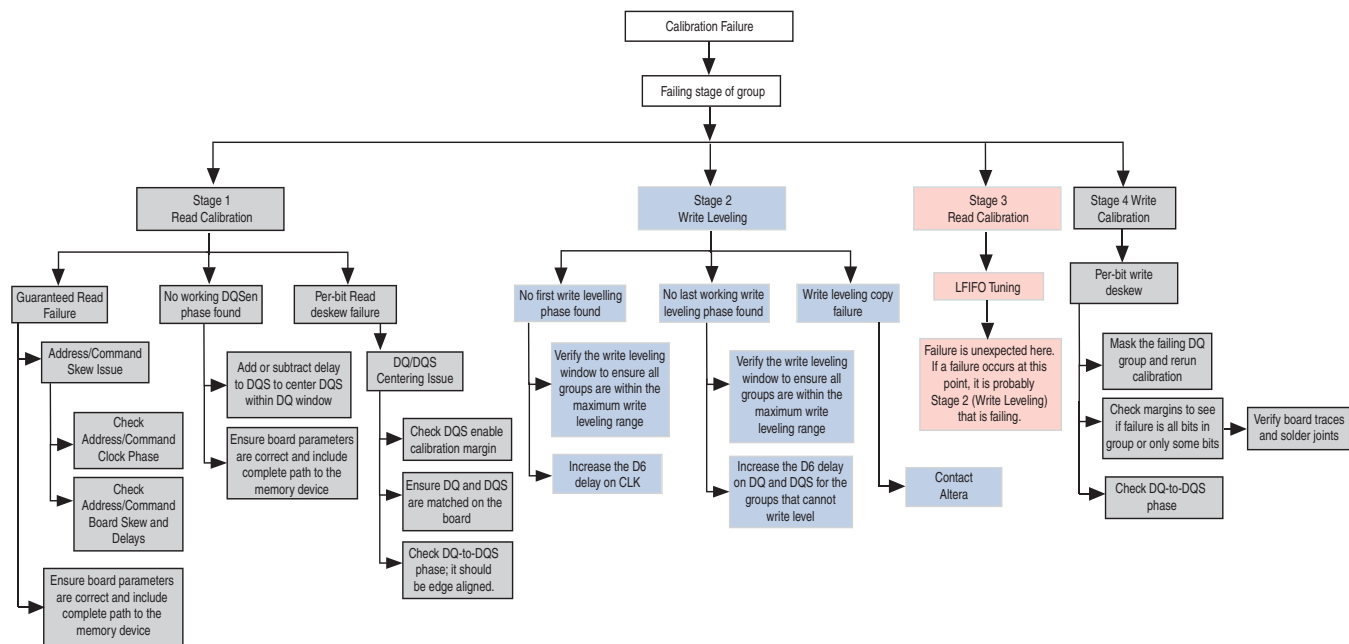 Calibration Failure
Failing stage of group
Stage 1
Read Calibration
Stage 2
Write Leveling
Stage 3
Read Calibration
Stage 4 Write
Calibration
Guaranteed Read
Failure
No working DQSen
phase found
Per-bit Read
deskew failure
No first write levelling
phase found
No last working write
leveling phase found
Write leveling copy
failure
LFIFO Tuning
Per-bit write
deskew
Address/Command
Skew Issue
Add or subtract delay
to DQS to center DQS
within DQ window
DQ/DQS
Centering Issue
Verify the write leveling
window to ensure all
groups are within the
maximum write
leveling range
Verify the write leveling
window to ensure all
groups are within the
maximum write
leveling range
Failure is unexpected here.
If a failure occurs at this
point, it is probably
Stage 2 (Write Leveling)
that is failing.
Mask the failing DQ
group and rerun
calibration
Check
Address/Command
Clock Phase
Ensure board parameters
are correct and include
complete path to the
memory device
Check DQS enable
calibration margin
Check margins to see
if failure is all bits in
group or only some bits
Verify board traces
and solder joints
Check
Address/Command
Board Skew and
Delays
Ensure DQ and DQS
are matched on the
board
Increase the D6
delay on CLK
Increase the D6 delay
on DQ and DQS for the
groups that cannot
write level
Contact
Altera
Check DQ-to-DQS
phase
Check DQ-to-DQS
phase; it should
be edge aligned.
Ensure board parameters
are correct and include
complete path to the
memory device